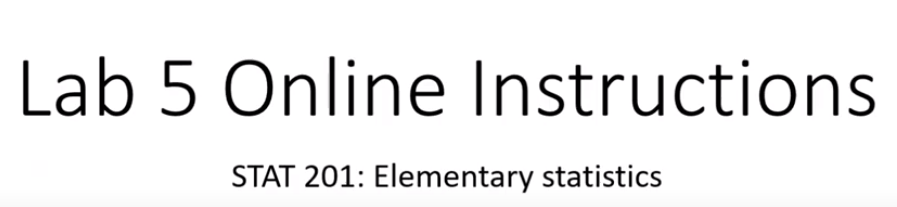 Lab 5 Online Instructions
STAT 201: Elementary statistics